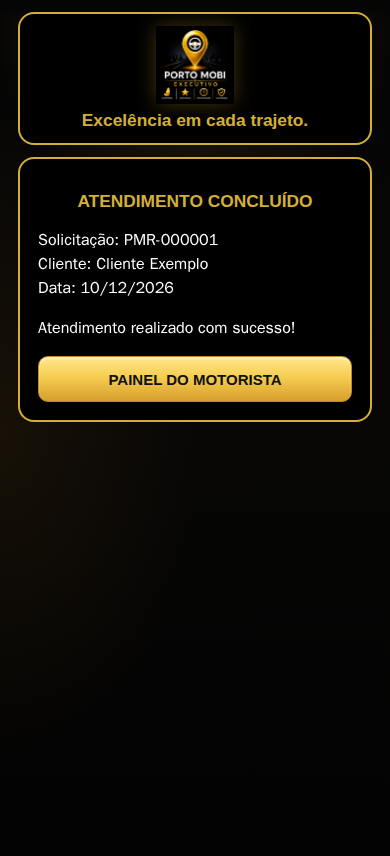 PORTO MOBI
EXECUTIVO
Excelência em cada trajeto.
ATENDIMENTO CONCLUÍDO
Solicitação: PMR-000001
Cliente: Cliente Exemplo
Data: 10/12/2026
Atendimento realizado com sucesso!
PAINEL DO MOTORISTA